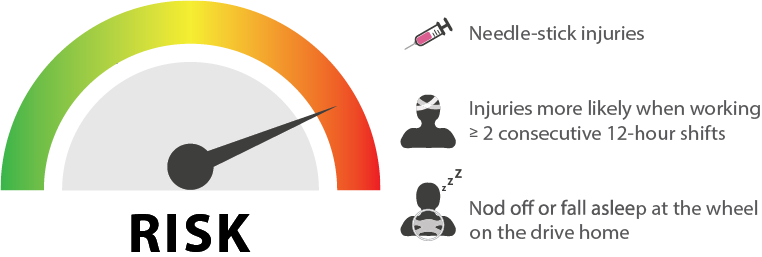 RISK
Needle-stick injuries
Injuries more likely when working
≥ 2 consecutive 12-hour shifts
z z Z
Nod off or fall asleep at the wheel
on the drive home